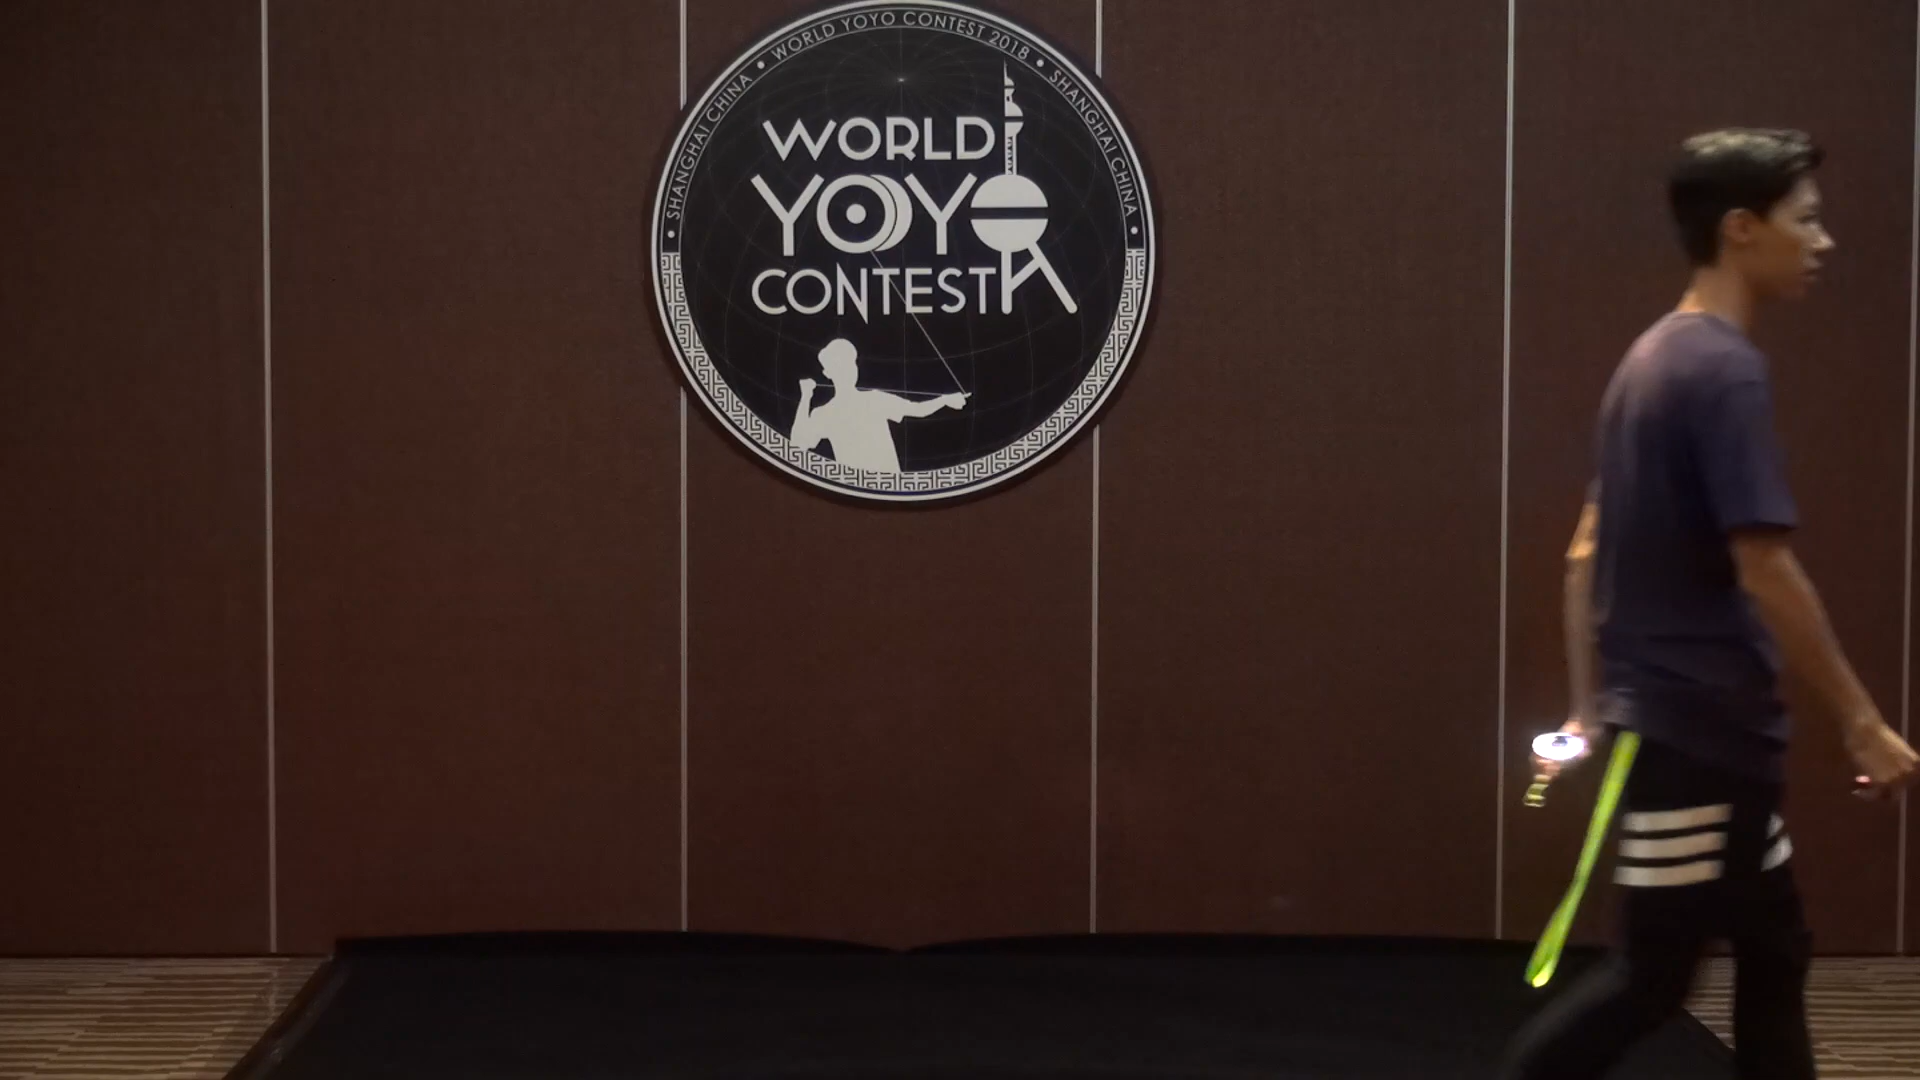 SHANGHAI CHINA • WORLD YOYO CONTEST 2018 • SHANGHAI CHINA
WORLD
YOYO
CONTEST